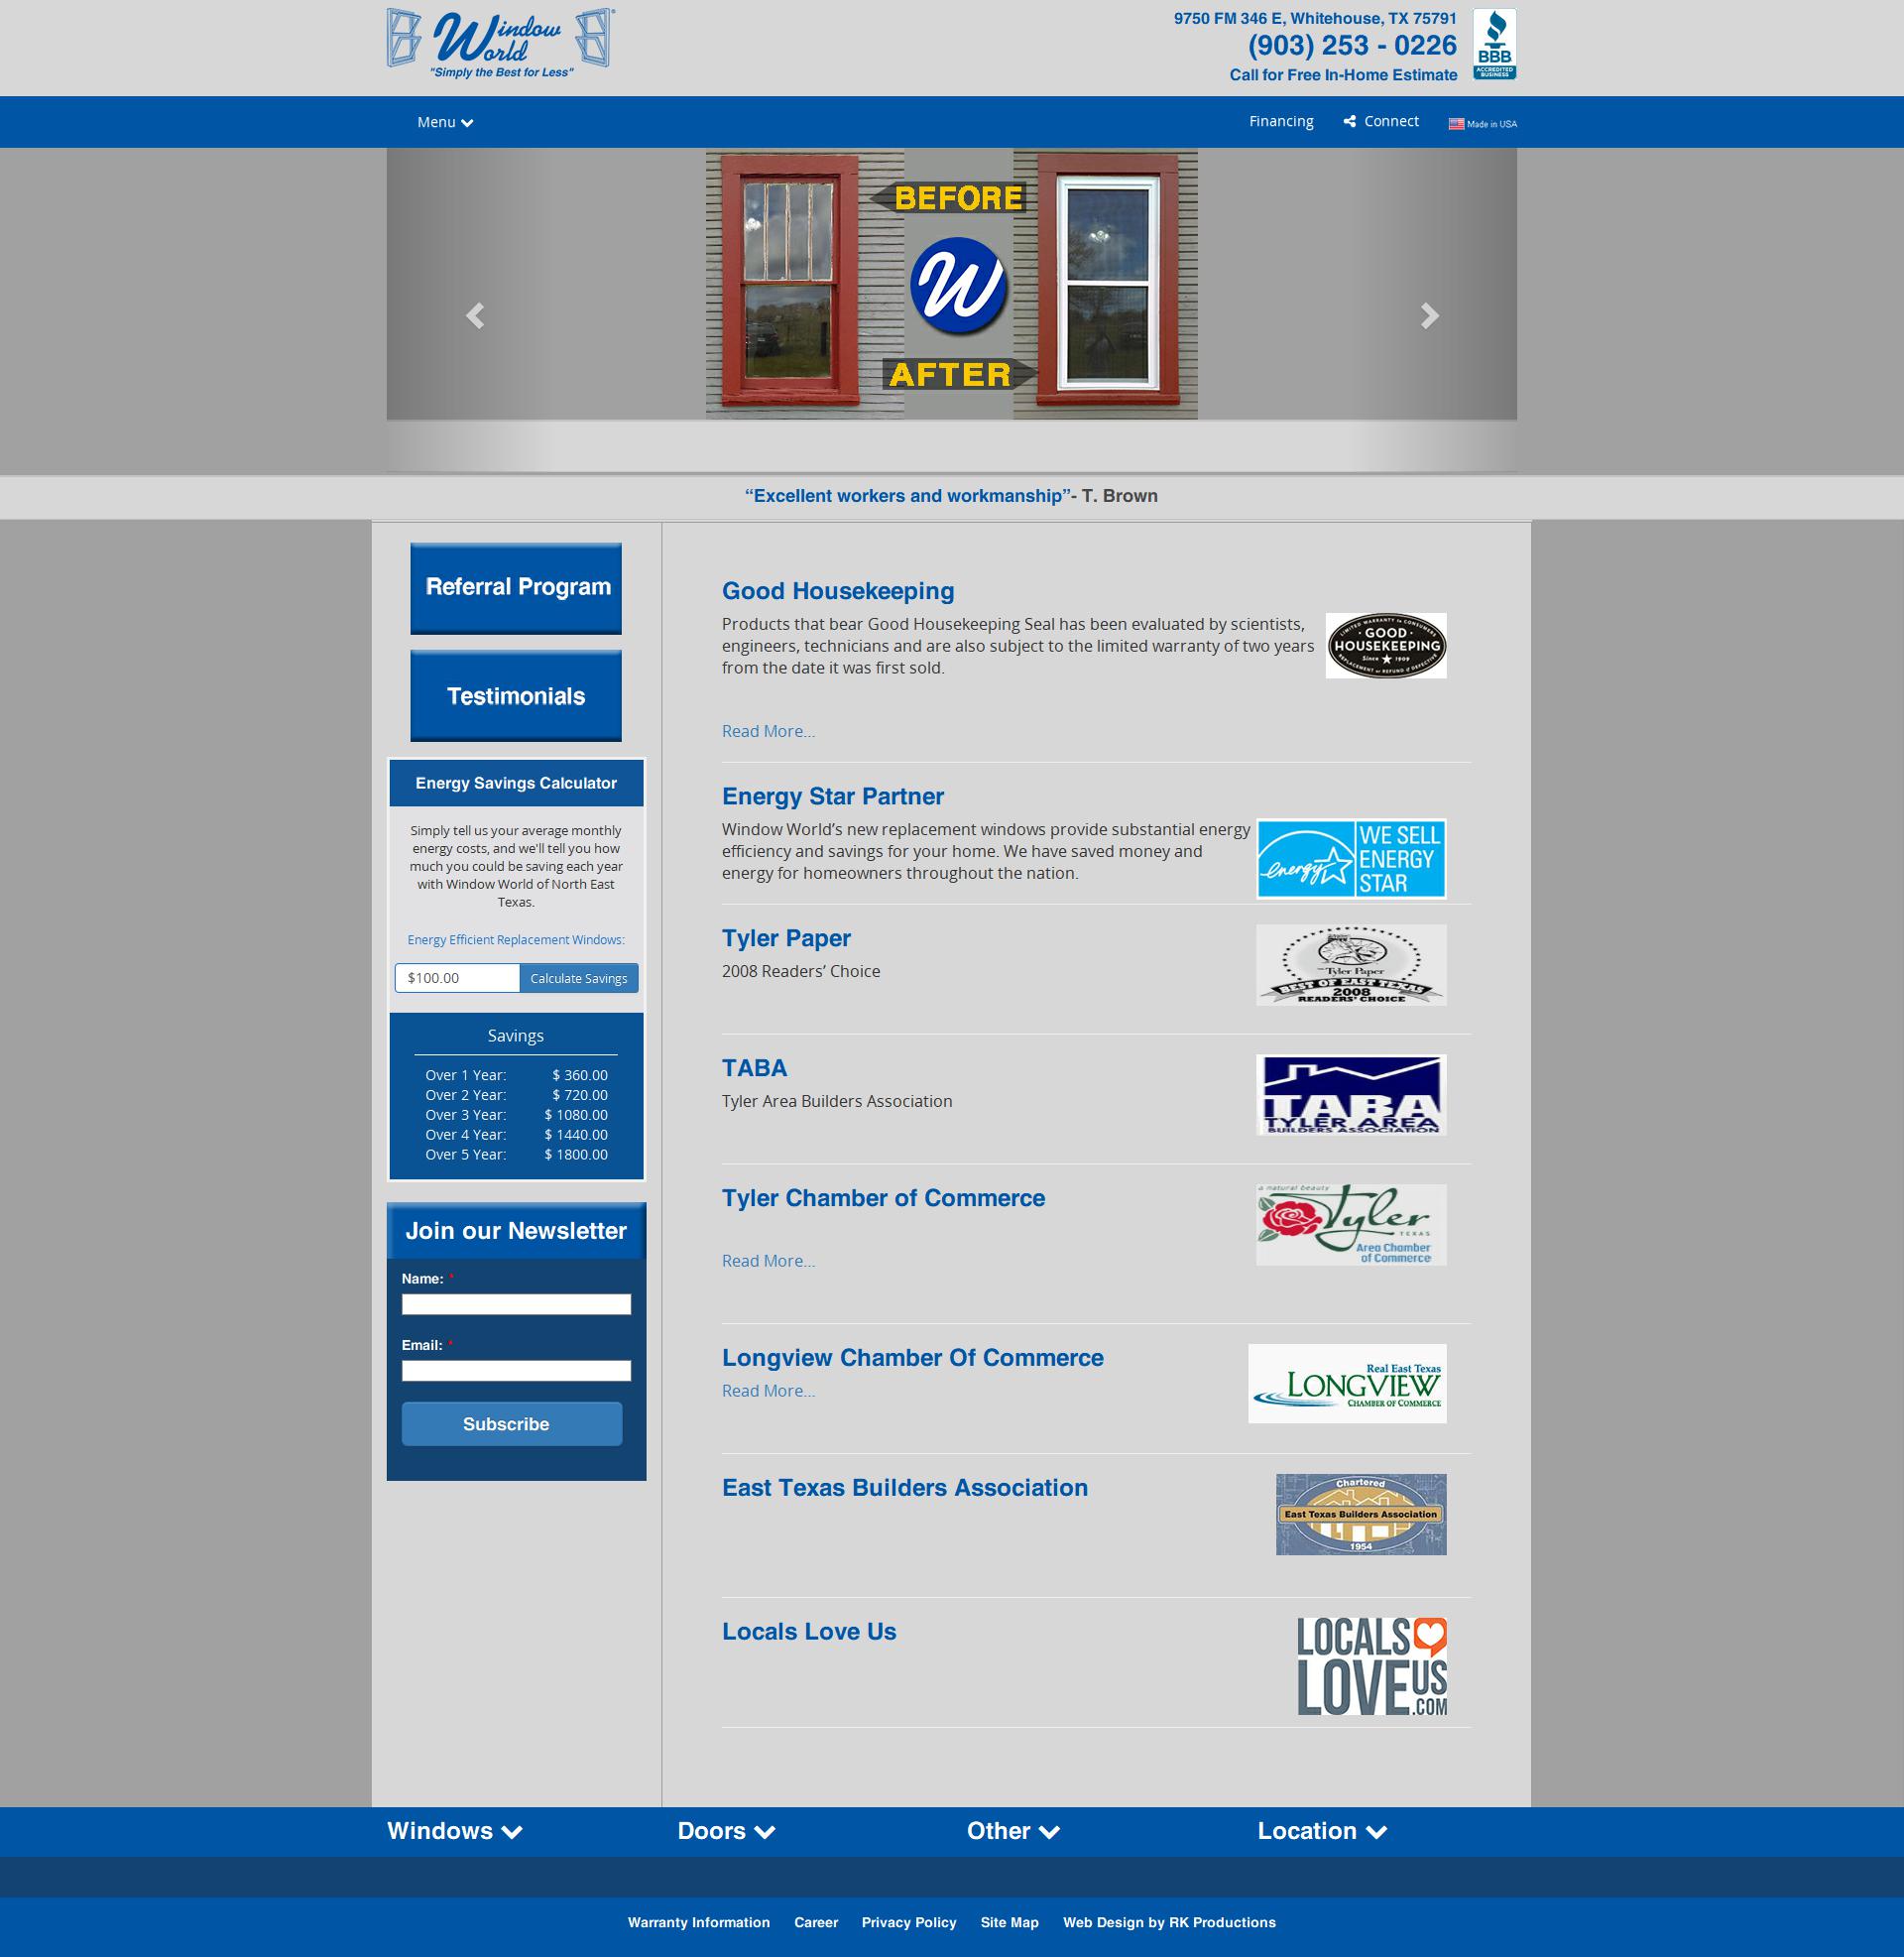 Window
World®
"Simply the Best for Less"
9750 FM 346 E, Whitehouse, TX 75791
(903) 253 - 0226
Call for Free In-Home Estimate
BBB
ACCREDITED
BUSINESS
Menu
Financing
Connect
Made in USA
BEFORE
W
AFTER
“Excellent workers and workmanship”- T. Brown
Referral Program
Testimonials
Energy Savings Calculator
Simply tell us your average monthly
energy costs, and we'll tell you how
much you could be saving each year
with Window World of North East
Texas.
Energy Efficient Replacement Windows:
$100.00
Calculate Savings
Savings
Over 1 Year: $ 360.00
Over 2 Year: $ 720.00
Over 3 Year: $ 1080.00
Over 4 Year: $ 1440.00
Over 5 Year: $ 1800.00
Join our Newsletter
Name: *
Email: *
Subscribe
Good Housekeeping
Products that bear Good Housekeeping Seal has been evaluated by scientists,
engineers, technicians and are also subject to the limited warranty of two years
from the date it was first sold.
LIMITED WARRANTY to CONSUMERS
· GOOD ·
HOUSEKEEPING
Since ★ 1909
REPLACEMENT or REFUND if DEFECTIVE
Read More...
Energy Star Partner
Window World’s new replacement windows provide substantial energy
efficiency and savings for your home. We have saved money and
energy for homeowners throughout the nation.
energy
WE SELL
ENERGY
STAR
Tyler Paper
2008 Readers’ Choice
Tyler Paper
BEST OF EAST TEXAS
2008
READERS' CHOICE
TABA
Tyler Area Builders Association
TABA
TYLER AREA
BUILDERS ASSOCIATION
Tyler Chamber of Commerce
Read More...
a natural beauty
Tyler
TEXAS
Area Chamber
of Commerce
Longview Chamber Of Commerce
Read More...
Real East Texas
LONGVIEW
CHAMBER OF COMMERCE
East Texas Builders Association
Chartered
East Texas Builders Association
1954
Locals Love Us
LOCALS
LOVE US
.COM
Windows
Doors
Other
Location
Warranty Information
Career
Privacy Policy
Site Map
Web Design by RK Productions